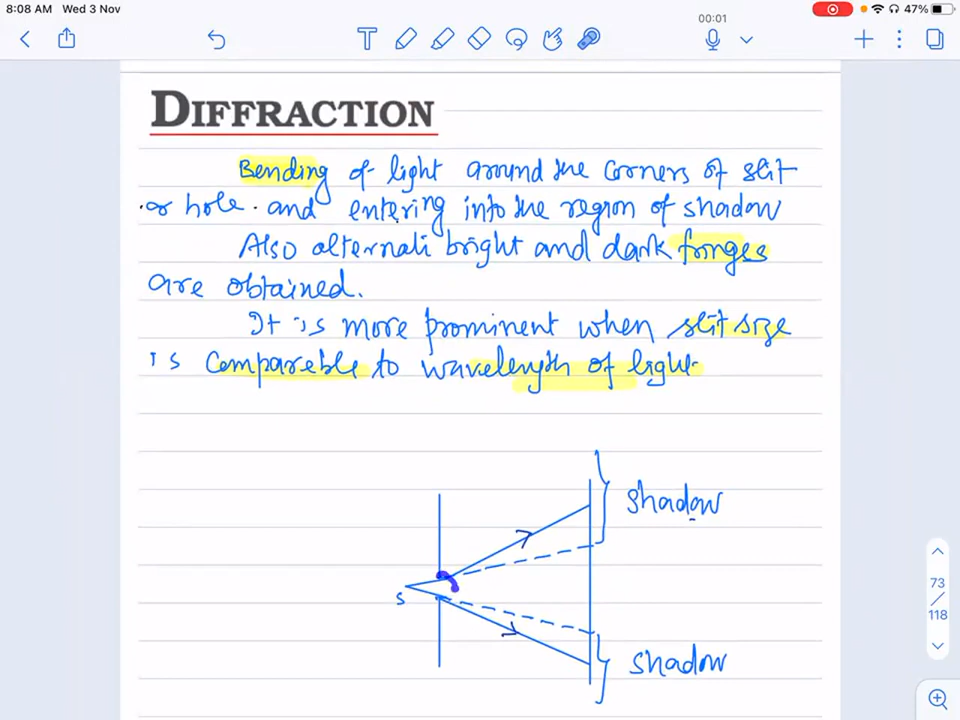 8:08 AM Wed 3 Nov
47%
00:01
T
DIFFRACTION
Bending of light around the corners of slit
or hole. and entering into the region of shadow
Also alternati bright and dark fringes
are obtained.
It is more prominent when slit size
is comparable to wavelength of light.
shadow
S
shadow
73
/
118